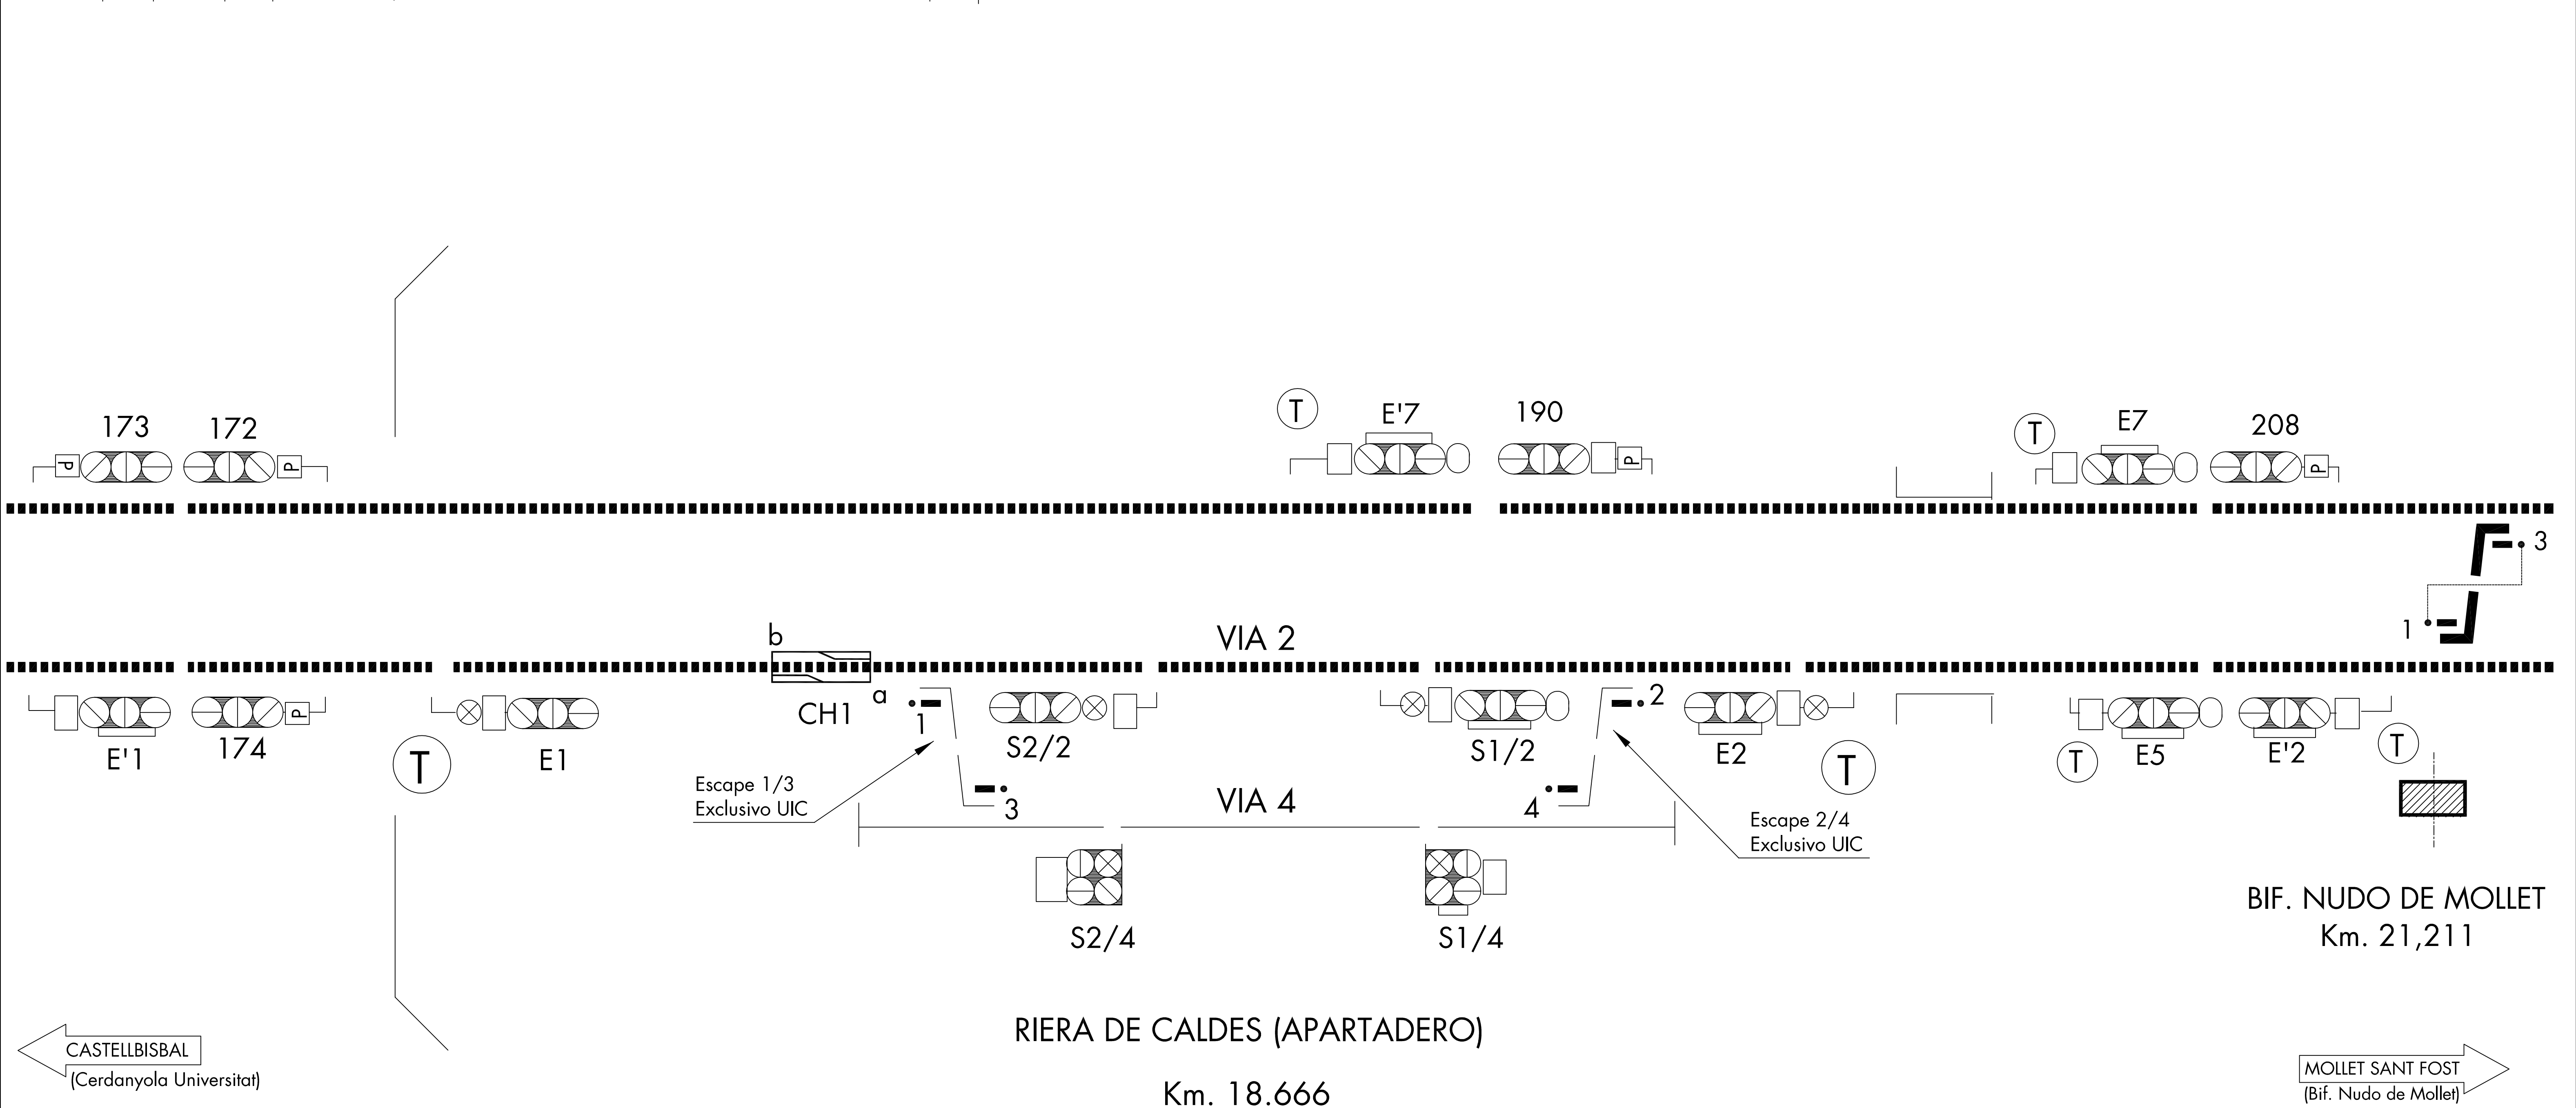 173
172
T
E'7
190
T
E7
208
P
P
P
P
3
1
b
VIA 2
a
CH1
1
2
E'1
174
P
T
E1
S2/2
S1/2
E2
T
T
E5
E'2
T
Escape 1/3
Exclusivo UIC
3
VIA 4
4
Escape 2/4
Exclusivo UIC
S2/4
S1/4
BIF. NUDO DE MOLLET
Km. 21,211
RIERA DE CALDES (APARTADERO)
Km. 18.666
CASTELLBISBAL
(Cerdanyola Universitat)
MOLLET SANT FOST
(Bif. Nudo de Mollet)